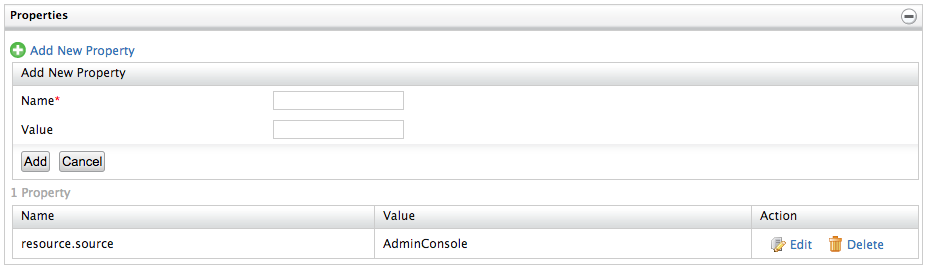 Properties
Add New Property
Add New Property
Name*
Value
Add Cancel
1 Property
Name Value Action
resource.source AdminConsole Edit Delete